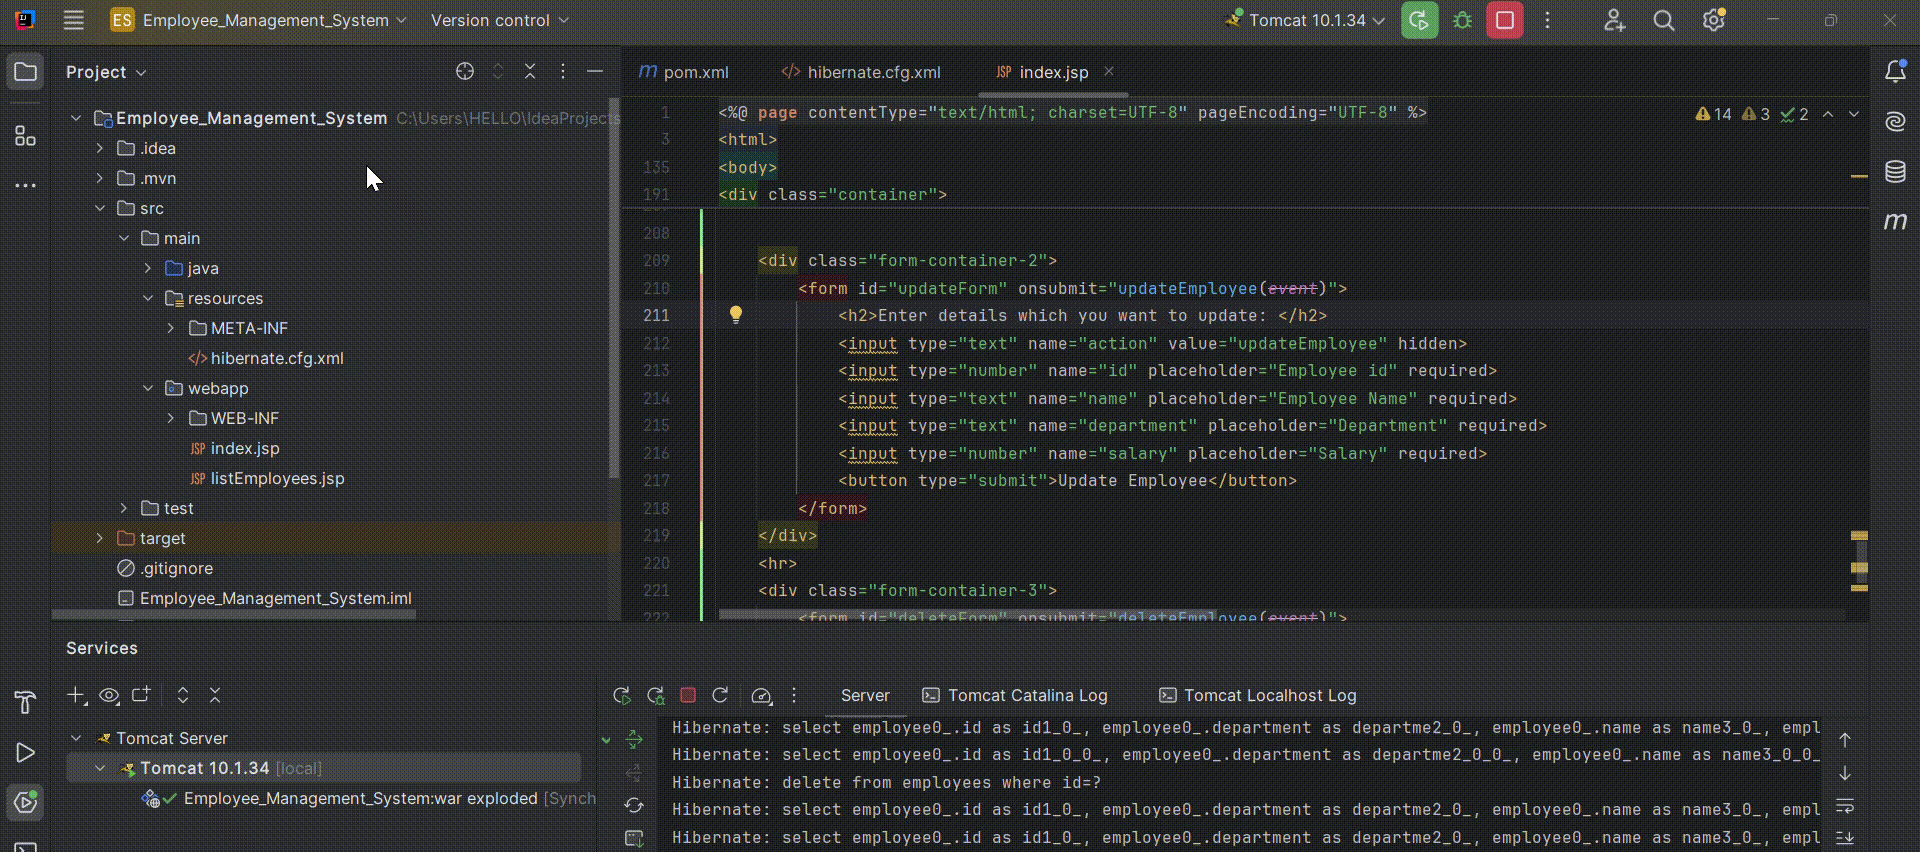 ES Employee_Management_System Version control Tomcat 10.1.34
Project
Employee_Management_System C:\Users\HELLO\IdeaProjects
.idea
.mvn
src
main
java
resources
META-INF
hibernate.cfg.xml
webapp
WEB-INF
JSP index.jsp
JSP listEmployees.jsp
test
target
.gitignore
Employee_Management_System.iml
m pom.xml </> hibernate.cfg.xml JSP index.jsp
14 3 2
1 <%@ page contentType="text/html; charset=UTF-8" pageEncoding="UTF-8" %>
3 <html>
135 <body>
191 <div class="container">
208
209 <div class="form-container-2">
210 <form id="updateForm" onsubmit="updateEmployee(event)">
211 <h2>Enter details which you want to update: </h2>
212 <input type="text" name="action" value="updateEmployee" hidden>
213 <input type="number" name="id" placeholder="Employee id" required>
214 <input type="text" name="name" placeholder="Employee Name" required>
215 <input type="text" name="department" placeholder="Department" required>
216 <input type="number" name="salary" placeholder="Salary" required>
217 <button type="submit">Update Employee</button>
218 </form>
219 </div>
220 <hr>
221 <div class="form-container-3">
222 <form id="deleteForm" onsubmit="deleteEmployee(event)">
Services
Tomcat Server
Tomcat 10.1.34 [local]
Employee_Management_System:war exploded [Synch
Server Tomcat Catalina Log Tomcat Localhost Log
Hibernate: select employee0_.id as id1_0_, employee0_.department as departme2_0_, employee0_.name as name3_0_, empl
Hibernate: select employee0_.id as id1_0_0_, employee0_.department as departme2_0_0_, employee0_.name as name3_0_0_
Hibernate: delete from employees where id=?
Hibernate: select employee0_.id as id1_0_, employee0_.department as departme2_0_, employee0_.name as name3_0_, empl
Hibernate: select employee0_.id as id1_0_, employee0_.department as departme2_0_, employee0_.name as name3_0_, empl